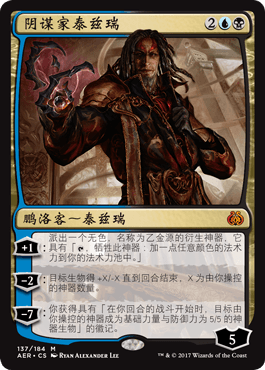 阴谋家泰兹瑞 2
鹏洛客～泰兹瑞
+1: 派出一个无色，名称为乙金源的衍生神器，它
具有「，牺牲此神器：加一点任意颜色的法术
力到你的法术力池中。」
-2: 目标生物得+X/-X直到回合结束，X为由你操控
的神器数量。
-7: 你获得具有「在你回合的战斗开始时，目标由
你操控的神器成为基础力量与防御力为5/5的神
器生物」的徽记。
5
137/184 M
AER • CS RYAN ALEXANDER LEE
™ & © 2017 Wizards of the Coast